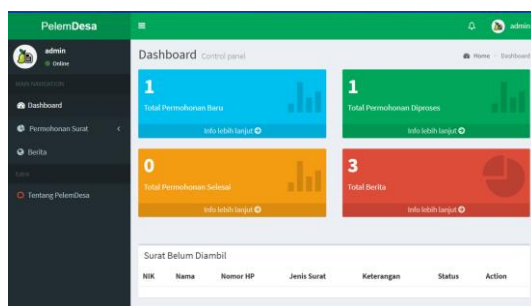 PelemDesa
admin
admin
Online
MAIN NAVIGATION
Dashboard
Permohonan Surat
Berita
Extra
Tentang PelemDesa
Dashboard Control panel
Home
Dashboard
1
Total Permohonan Baru
Info lebih lanjut
1
Total Permohonan Diproses
Info lebih lanjut
0
Total Permohonan Selesai
Info lebih lanjut
3
Total Berita
Info lebih lanjut
Surat Belum Diambil
NIK Nama Nomor HP Jenis Surat Keterangan Status Action